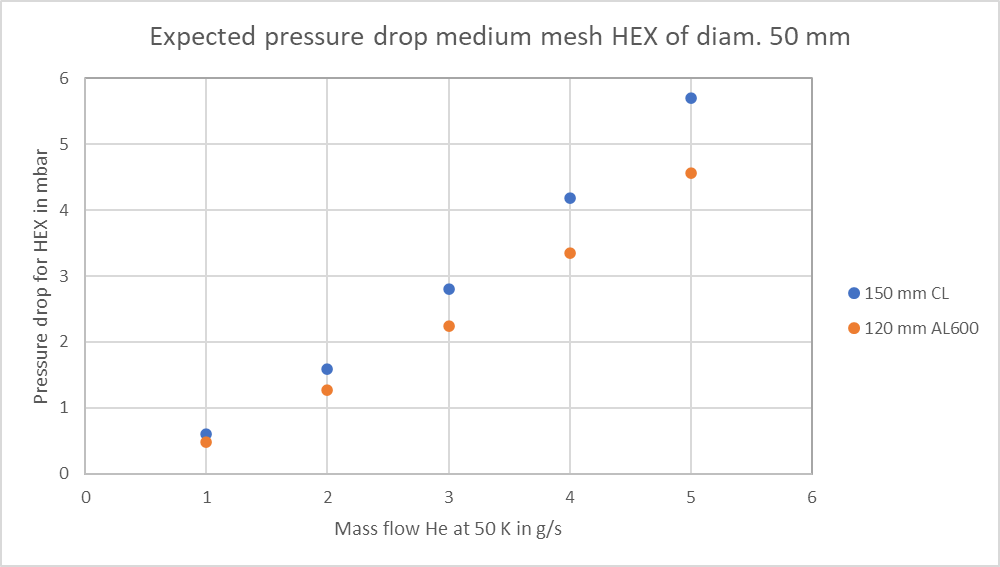 Expected pressure drop medium mesh HEX of diam. 50 mm
Pressure drop for HEX in mbar
6
5
4
3
2
1
0
0 1 2 3 4 5 6
Mass flow He at 50 K in g/s
150 mm CL
120 mm AL600